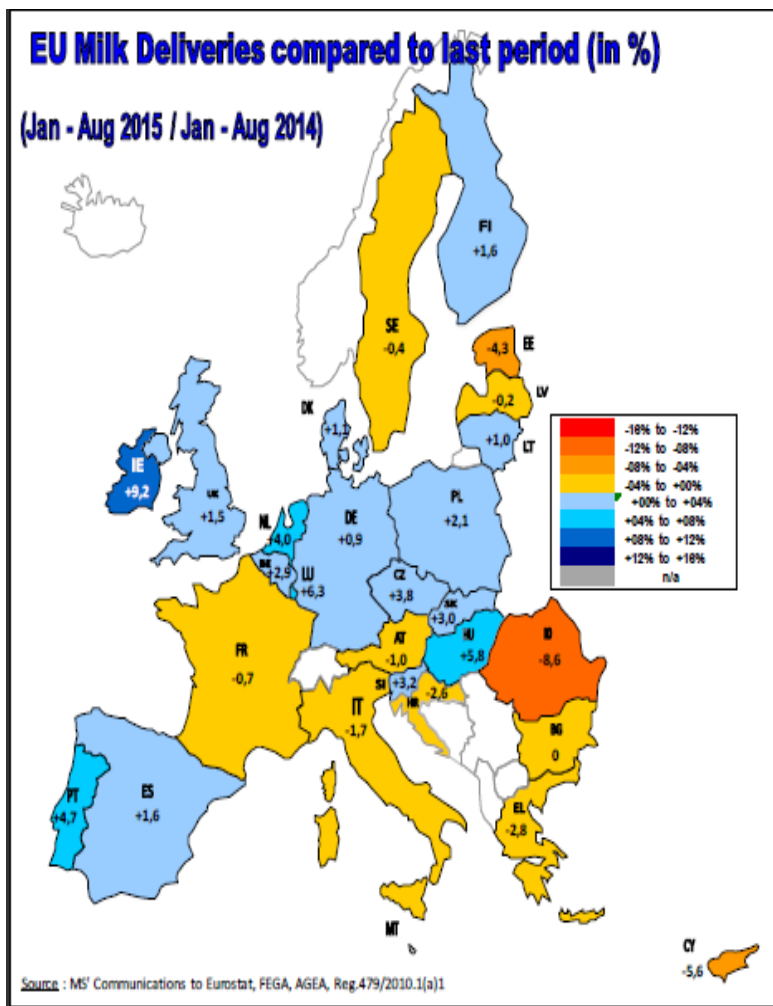 EU Milk Deliveries compared to last period (in %)
(Jan - Aug 2015 / Jan - Aug 2014)
FI
+1,6
SE
-0,4
-4,3
EE
-0,2
LV
DK
+1,1
+1,0
LT
IE
+9,2
UK
+1,5
NL
+4,0
DE
+0,9
PL
+2,1
BE
+2,9
LU
+6,3
CZ
+3,8
SK
+3,0
FR
-0,7
AT
-1,0
HU
+5,8
-8,6
SI
+3,2
HR
-2,6
IT
-1,7
BG
0
PT
+4,7
ES
+1,6
EL
-2,8
MT
CY
-5,6
-16% to -12%
-12% to -08%
-08% to -04%
-04% to +00%
+00% to +04%
+04% to +08%
+08% to +12%
+12% to +16%
n/a
Source : MS' Communications to Eurostat, FEGA, AGEA, Reg.479/2010.1(a)1